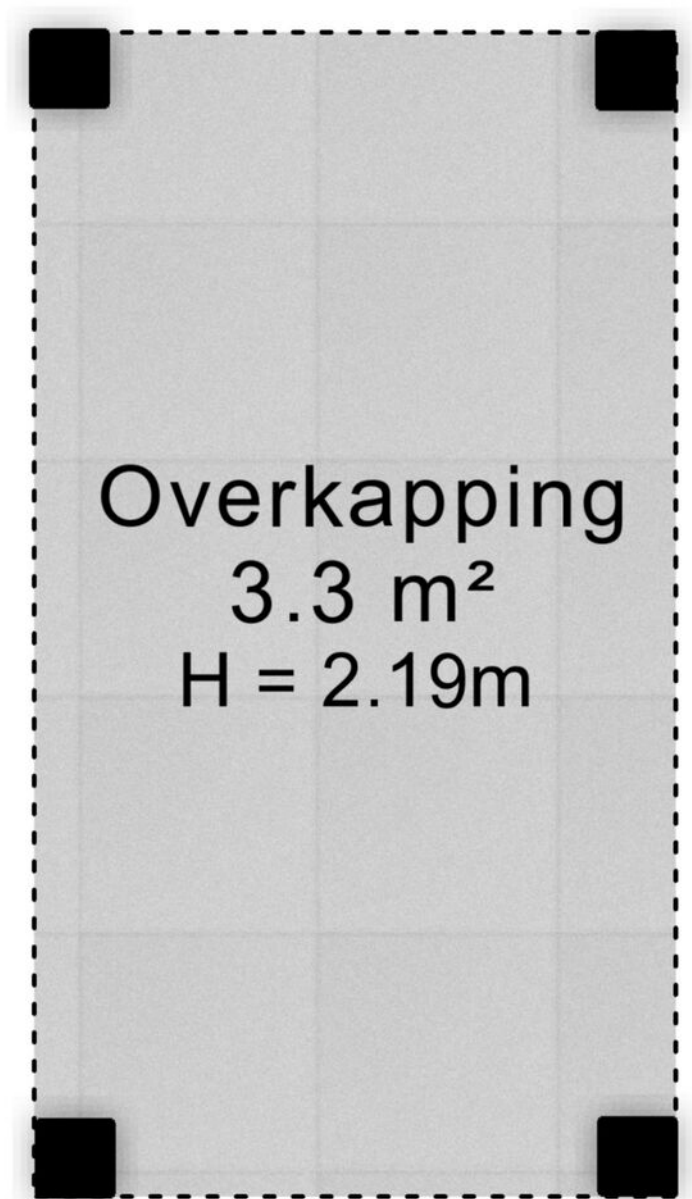 Overkapping
3.3 m²
H = 2.19m